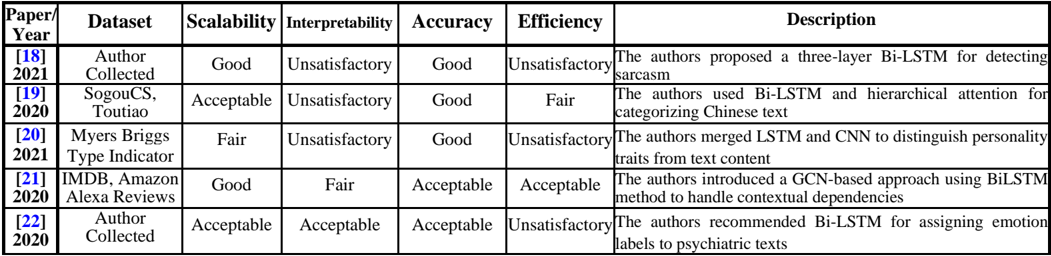 Paper/ Year Dataset Scalability Interpretability Accuracy Efficiency Description
[18] 2021 Author Collected Good Unsatisfactory Good Unsatisfactory The authors proposed a three-layer Bi-LSTM for detecting sarcasm
[19] 2020 SogouCS, Toutiao Acceptable Unsatisfactory Good Fair The authors used Bi-LSTM and hierarchical attention for categorizing Chinese text
[20] 2021 Myers Briggs Type Indicator Fair Unsatisfactory Good Unsatisfactory The authors merged LSTM and CNN to distinguish personality traits from text content
[21] 2020 IMDB, Amazon Alexa Reviews Good Fair Acceptable Acceptable The authors introduced a GCN-based approach using BiLSTM method to handle contextual dependencies
[22] 2020 Author Collected Acceptable Acceptable Acceptable Unsatisfactory The authors recommended Bi-LSTM for assigning emotion labels to psychiatric texts